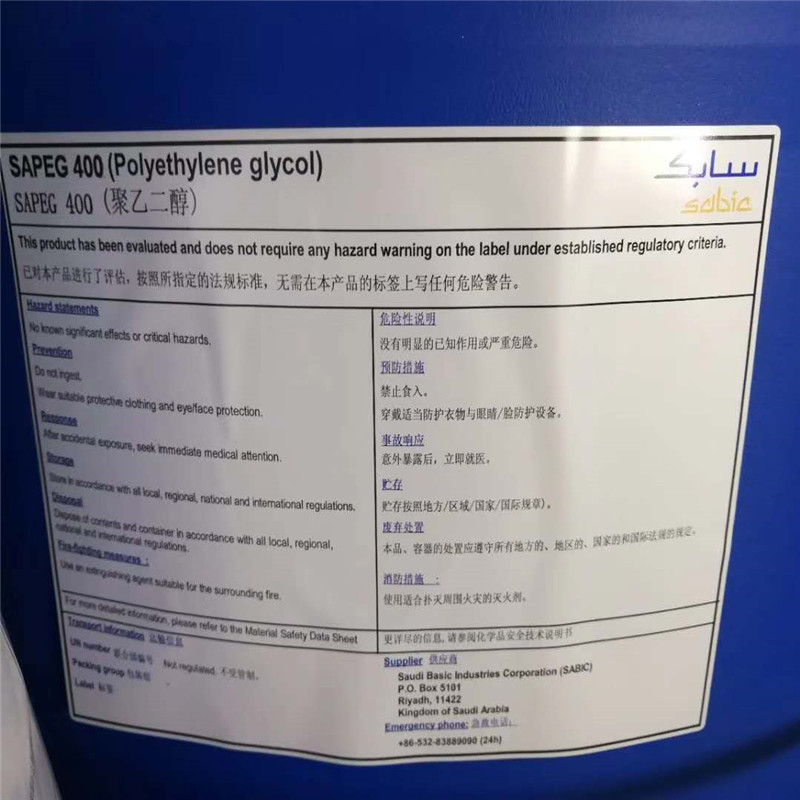 SAPEG 400 (Polyethylene glycol)
SAPEG 400 (聚乙二醇)
سابك
sabic
This product has been evaluated and does not require any hazard warning on the label under established regulatory criteria.
已对本产品进行了评估，按照所指定的法规标准，无需在本产品的标签上写任何危险警告。
Hazard statements
No known significant effects or critical hazards.
Prevention
Do not ingest.
Wear suitable protective clothing and eye/face protection.
Response
After accidental exposure, seek immediate medical attention.
Storage
Store in accordance with all local, regional, national and international regulations.
Disposal
Dispose of contents and container in accordance with all local, regional,
national and international regulations.
Fire-fighting measures :
Use an extinguishing agent suitable for the surrounding fire.
For more detailed information, please refer to the Material Safety Data Sheet
危险性说明
没有明显的已知作用或严重危险。
预防措施
禁止食入。
穿戴适当防护衣物与眼睛/脸防护设备。
事故响应
意外暴露后，立即就医。
贮存
贮存按照地方/区域/国家/国际规章)。
废弃处置
本品、容器的处置应遵守所有地方的、地区的、国家的和国际法规的规定。
消防措施 :
使用适合扑灭周围火灾的灭火剂。
更详尽的信息, 请参阅化学品安全技术说明书
Transport information 运输信息
UN number 联合国编号 Not regulated. 不受管制。
Packing group 包装组 -
Label 标签
Supplier 供应商
Saudi Basic Industries Corporation (SABIC)
P.O. Box 5101
Riyadh, 11422
Kingdom of Saudi Arabia
Emergency phone: 急救电话:
+86-532-83889090 (24h)